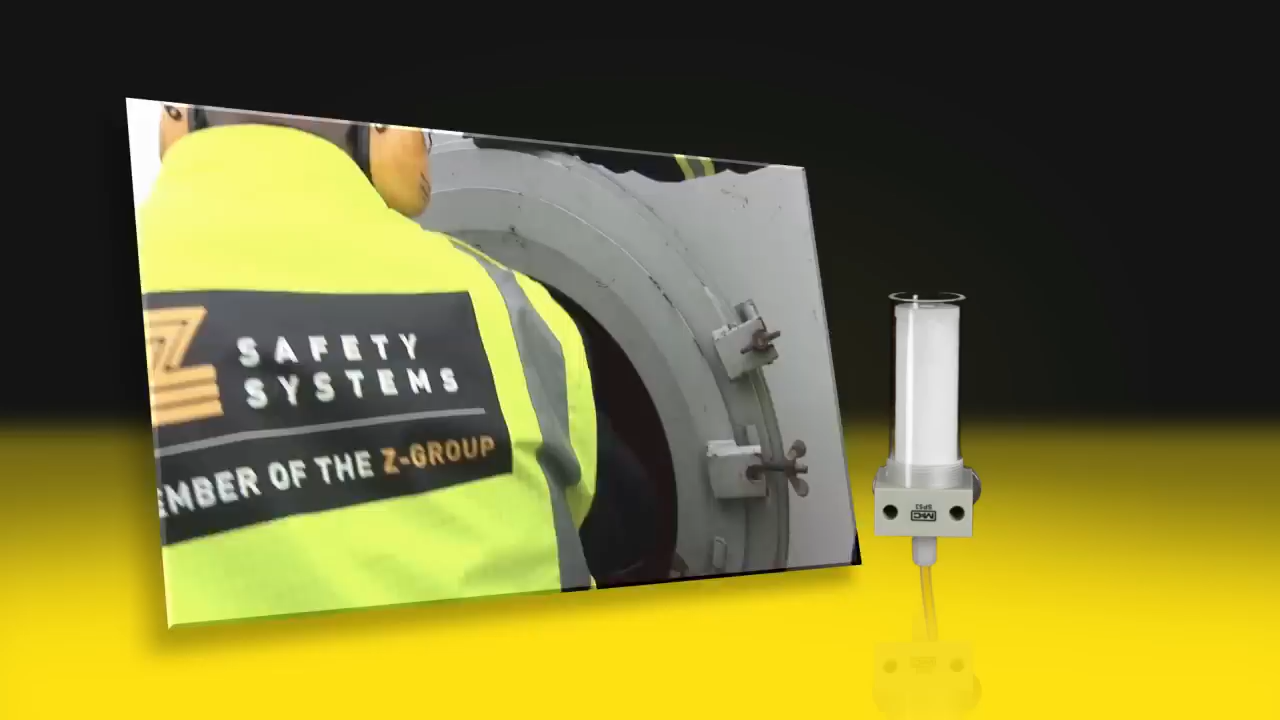 Z SAFETY
SYSTEMS
EMBER OF THE Z-GROUP